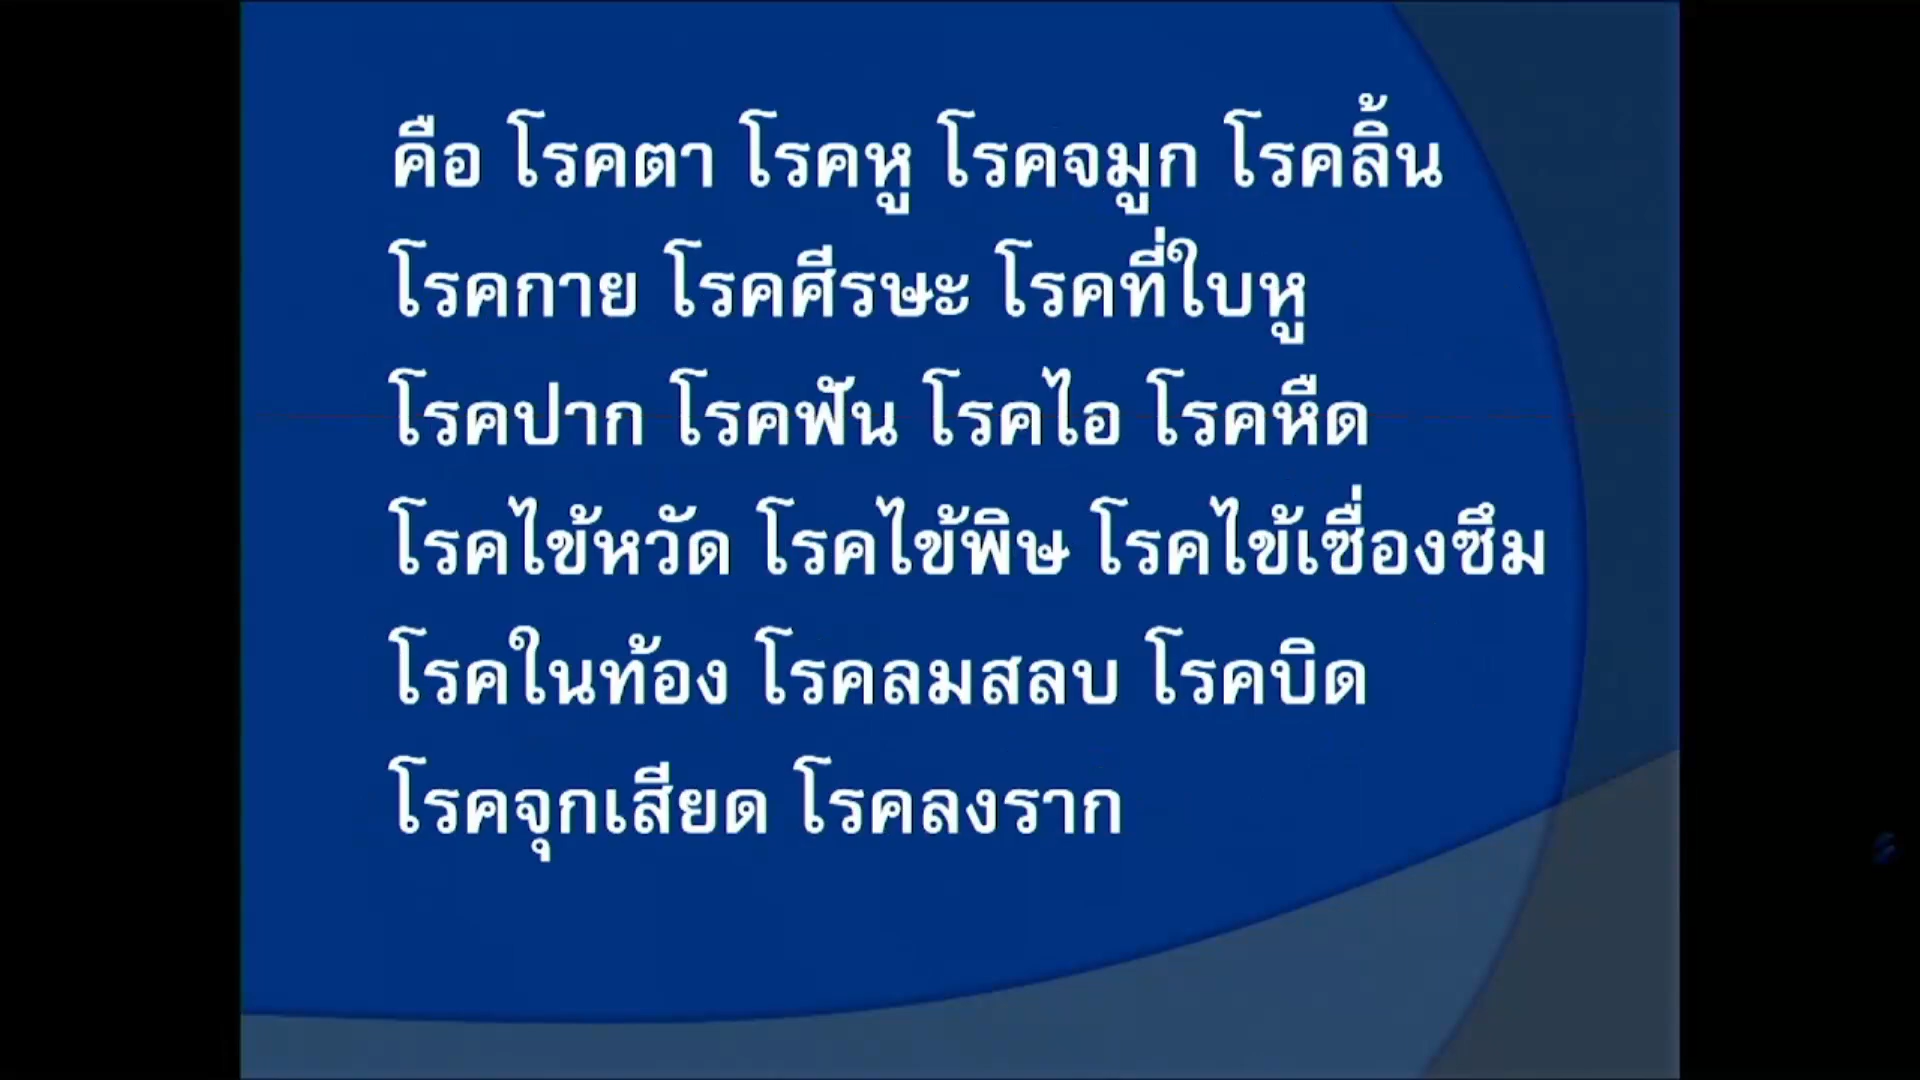 คือ โรคตา โรคหู โรคจมูก โรคลิ้น
โรคกาย โรคศีรษะ โรคที่ใบหู
โรคปาก โรคฟัน โรคไอ โรคหืด
โรคไข้หวัด โรคไข้พิษ โรคไข้เซื่องซึม
โรคในท้อง โรคลมสลบ โรคบิด
โรคจุกเสียด โรคลงราก